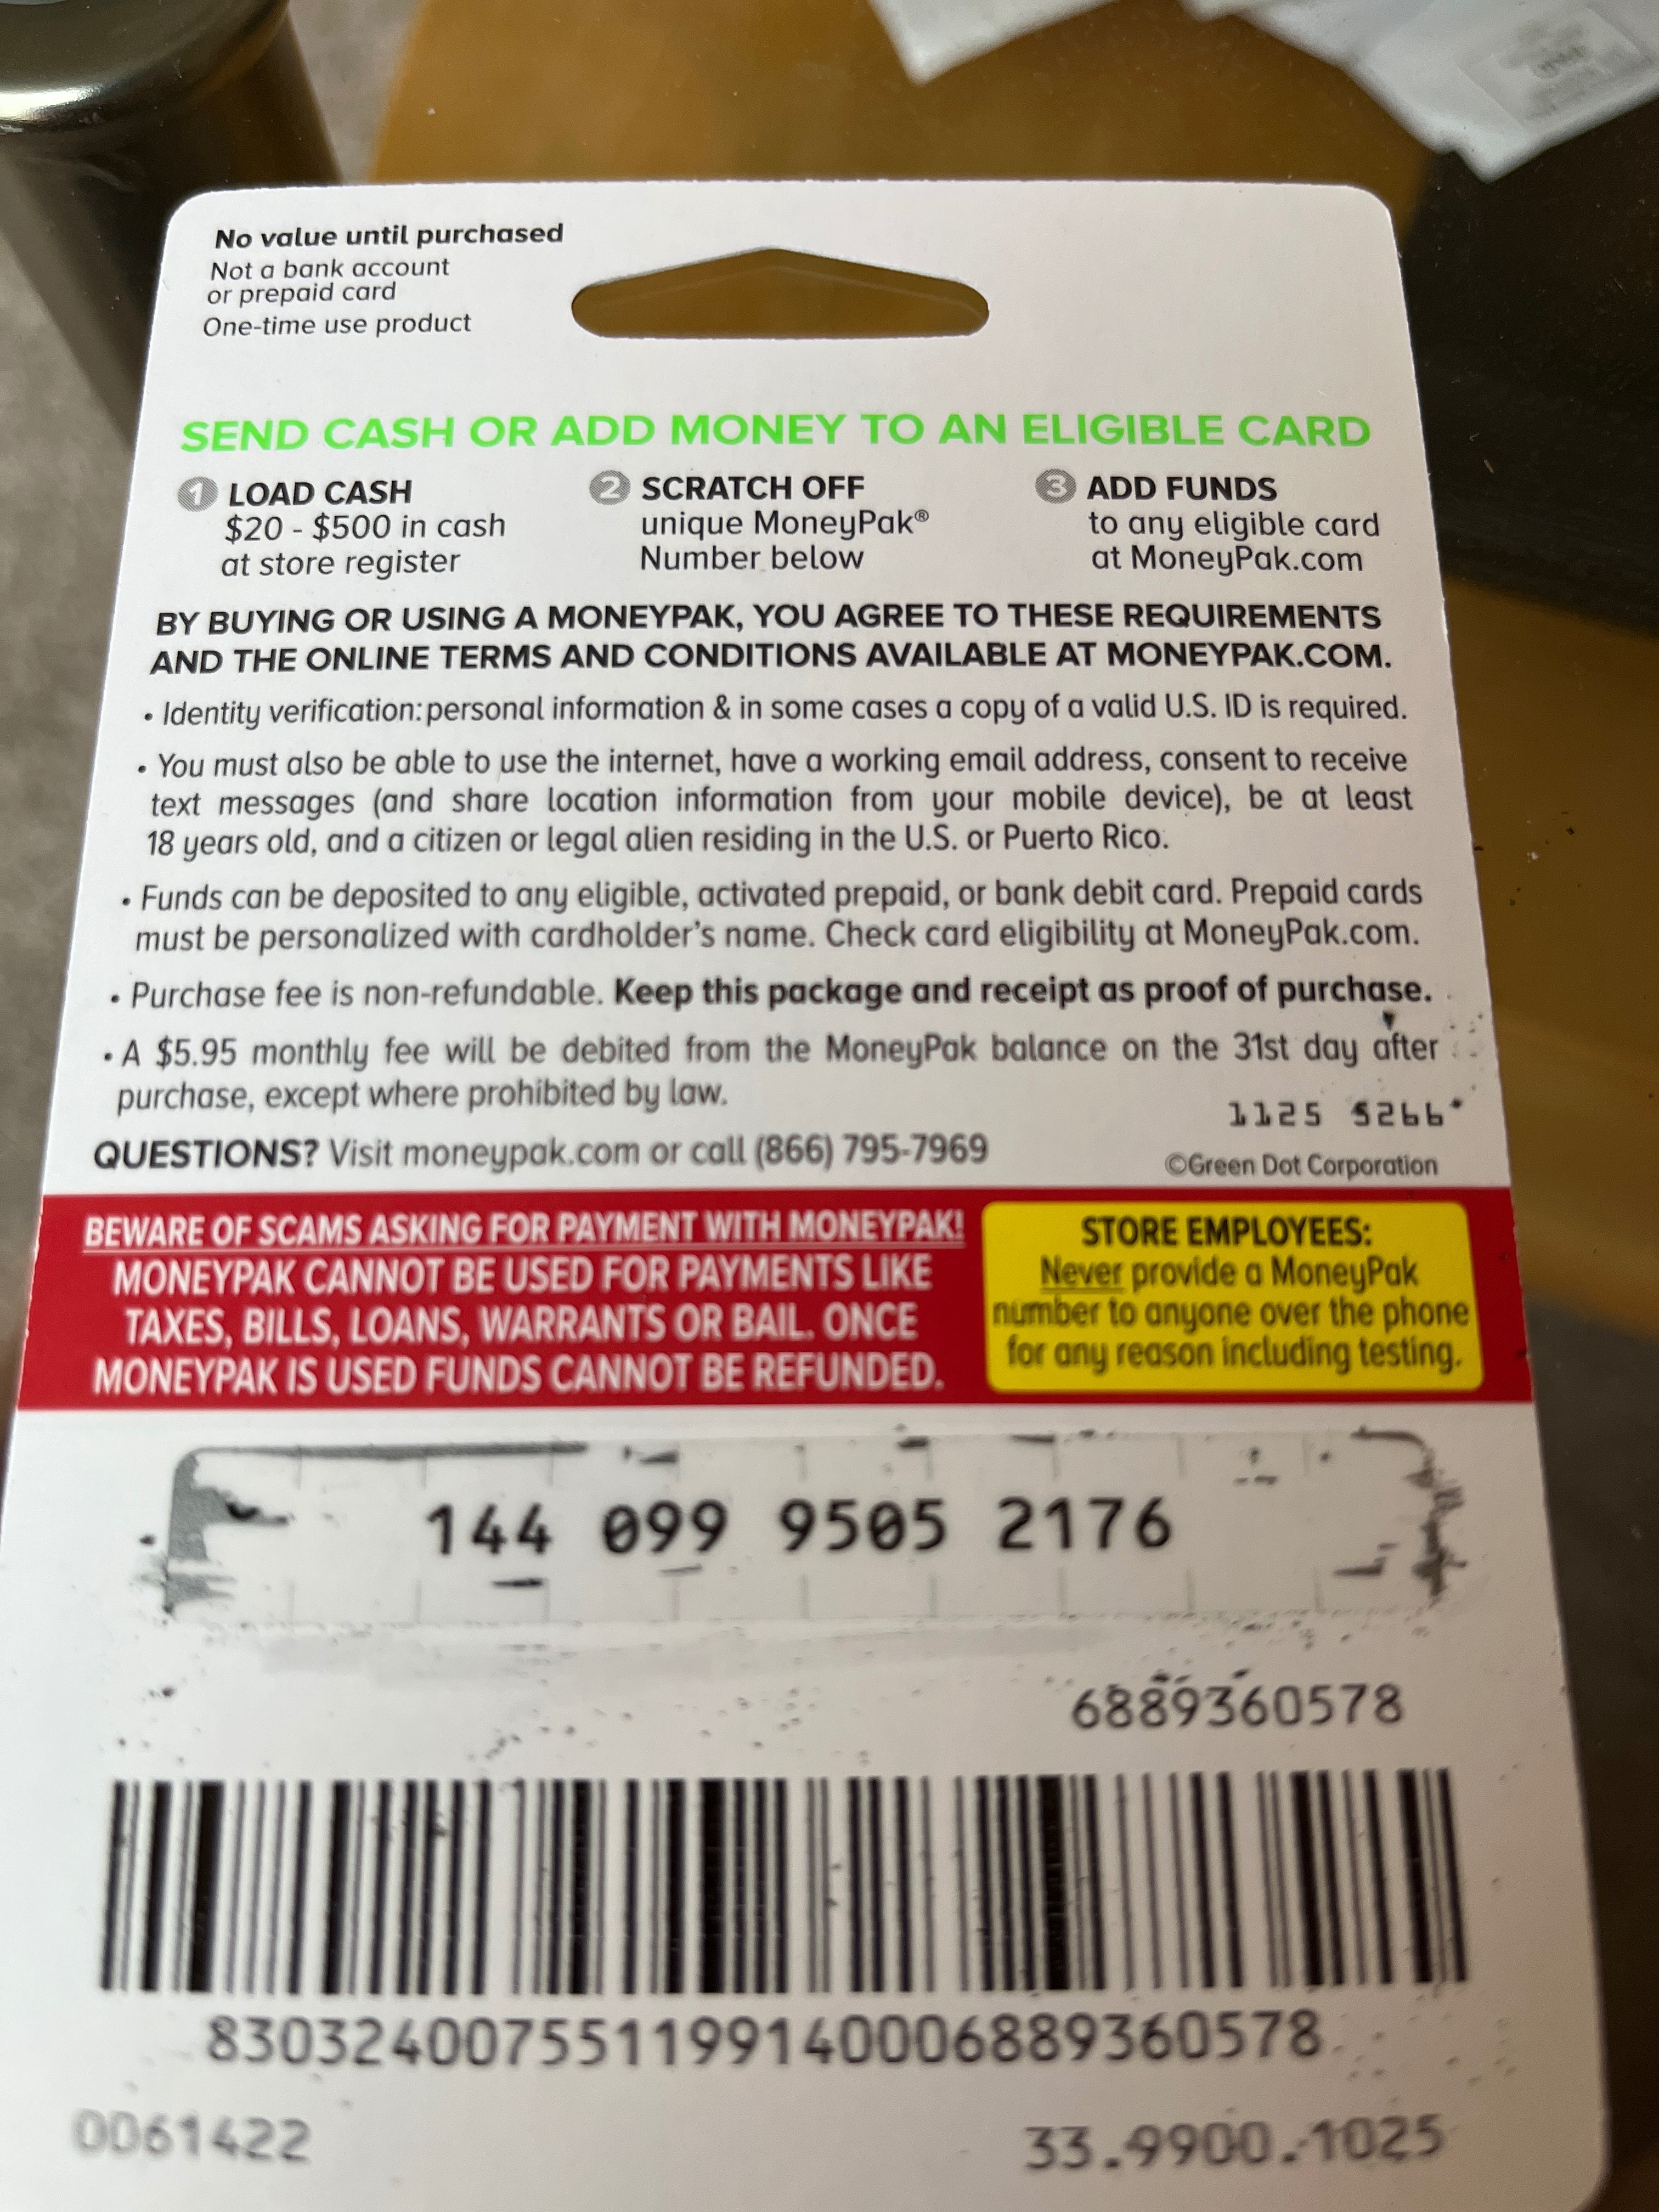 No value until purchased
Not a bank account
or prepaid card
One-time use product
SEND CASH OR ADD MONEY TO AN ELIGIBLE CARD
1 LOAD CASH
$20 - $500 in cash
at store register
2 SCRATCH OFF
unique MoneyPak®
Number below
3 ADD FUNDS
to any eligible card
at MoneyPak.com
BY BUYING OR USING A MONEYPAK, YOU AGREE TO THESE REQUIREMENTS
AND THE ONLINE TERMS AND CONDITIONS AVAILABLE AT MONEYPAK.COM.
• Identity verification: personal information & in some cases a copy of a valid U.S. ID is required.
• You must also be able to use the internet, have a working email address, consent to receive
text messages (and share location information from your mobile device), be at least
18 years old, and a citizen or legal alien residing in the U.S. or Puerto Rico.
• Funds can be deposited to any eligible, activated prepaid, or bank debit card. Prepaid cards
must be personalized with cardholder's name. Check card eligibility at MoneyPak.com.
• Purchase fee is non-refundable. Keep this package and receipt as proof of purchase.
• A $5.95 monthly fee will be debited from the MoneyPak balance on the 31st day after
purchase, except where prohibited by law.
1125 5266
QUESTIONS? Visit moneypak.com or call (866) 795-7969
©Green Dot Corporation
BEWARE OF SCAMS ASKING FOR PAYMENT WITH MONEYPAK!
MONEYPAK CANNOT BE USED FOR PAYMENTS LIKE
TAXES, BILLS, LOANS, WARRANTS OR BAIL. ONCE
MONEYPAK IS USED FUNDS CANNOT BE REFUNDED.
STORE EMPLOYEES:
Never provide a MoneyPak
number to anyone over the phone
for any reason including testing.
144 099 9505 2176
6889360578
830324007551199140006889360578
0061422
33.9900.1025